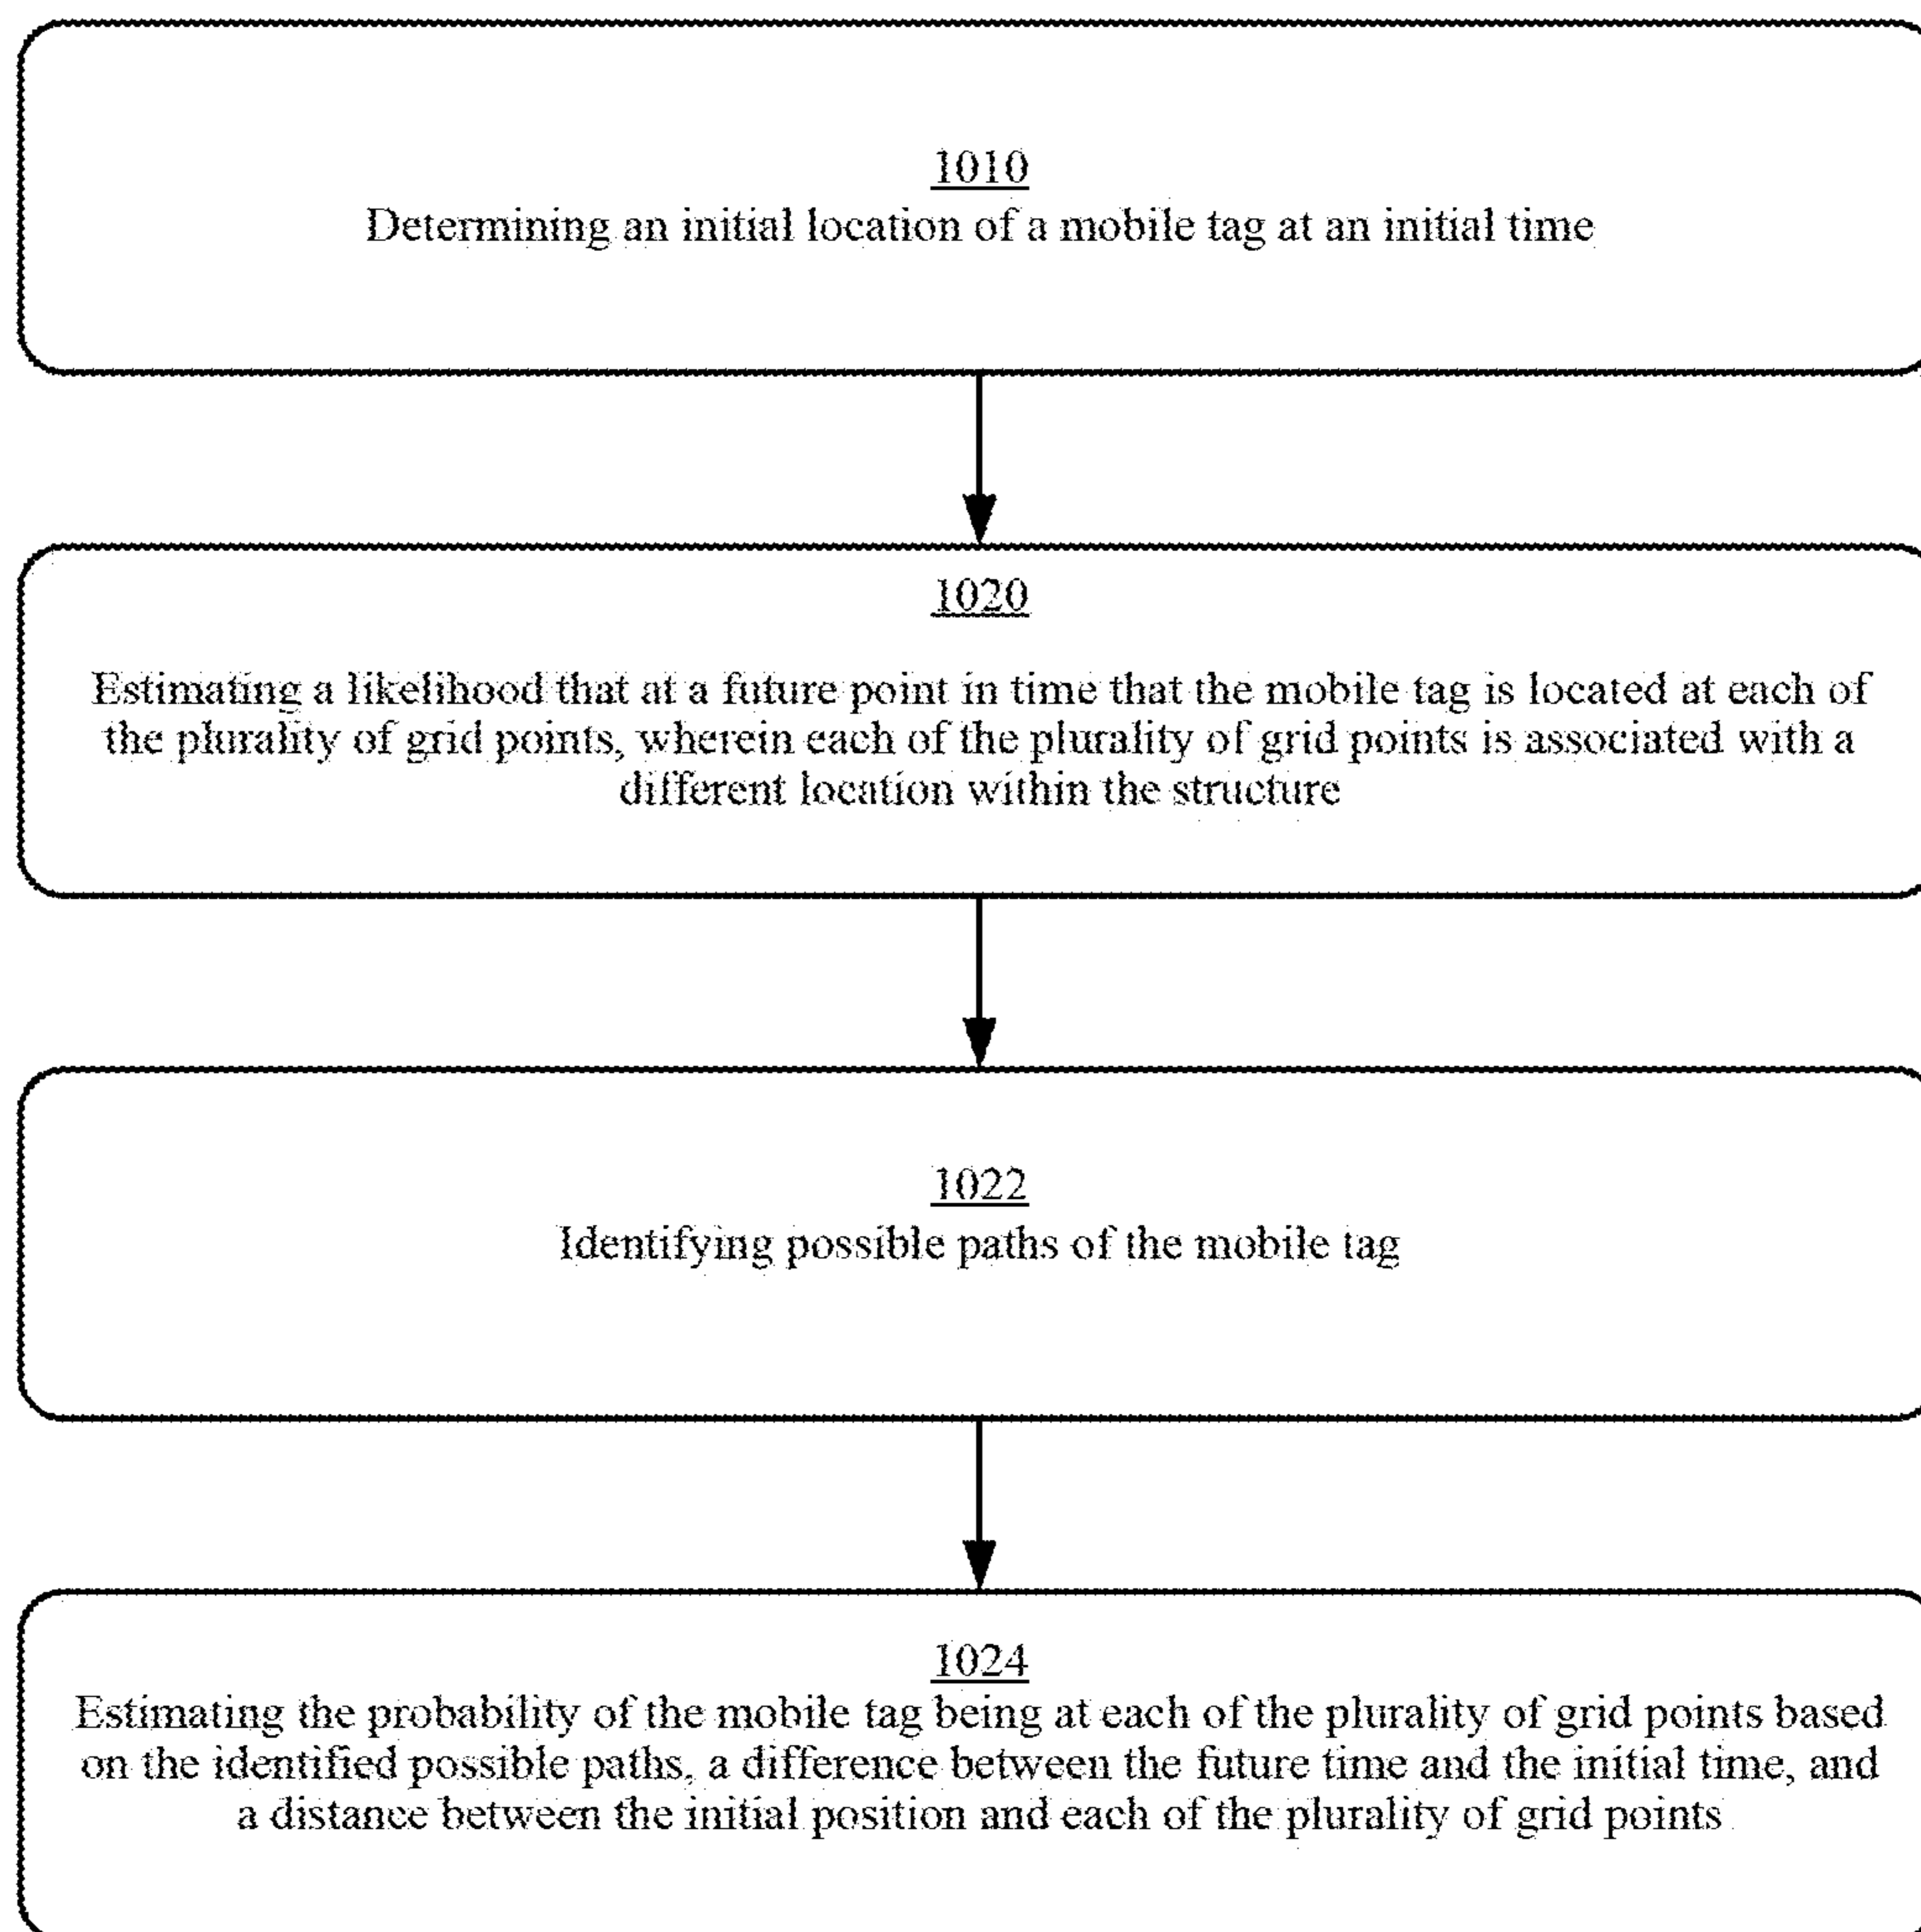 1010
Determining an initial location of a mobile tag at an initial time
1020
Estimating a likelihood that at a future point in time that the mobile tag is located at each of
the plurality of grid points, wherein each of the plurality of grid points is associated with a
different location within the structure
1022
Identifying possible paths of the mobile tag
1024
Estimating the probability of the mobile tag being at each of the plurality of grid points based
on the identified possible paths, a difference between the future time and the initial time, and
a distance between the initial position and each of the plurality of grid points